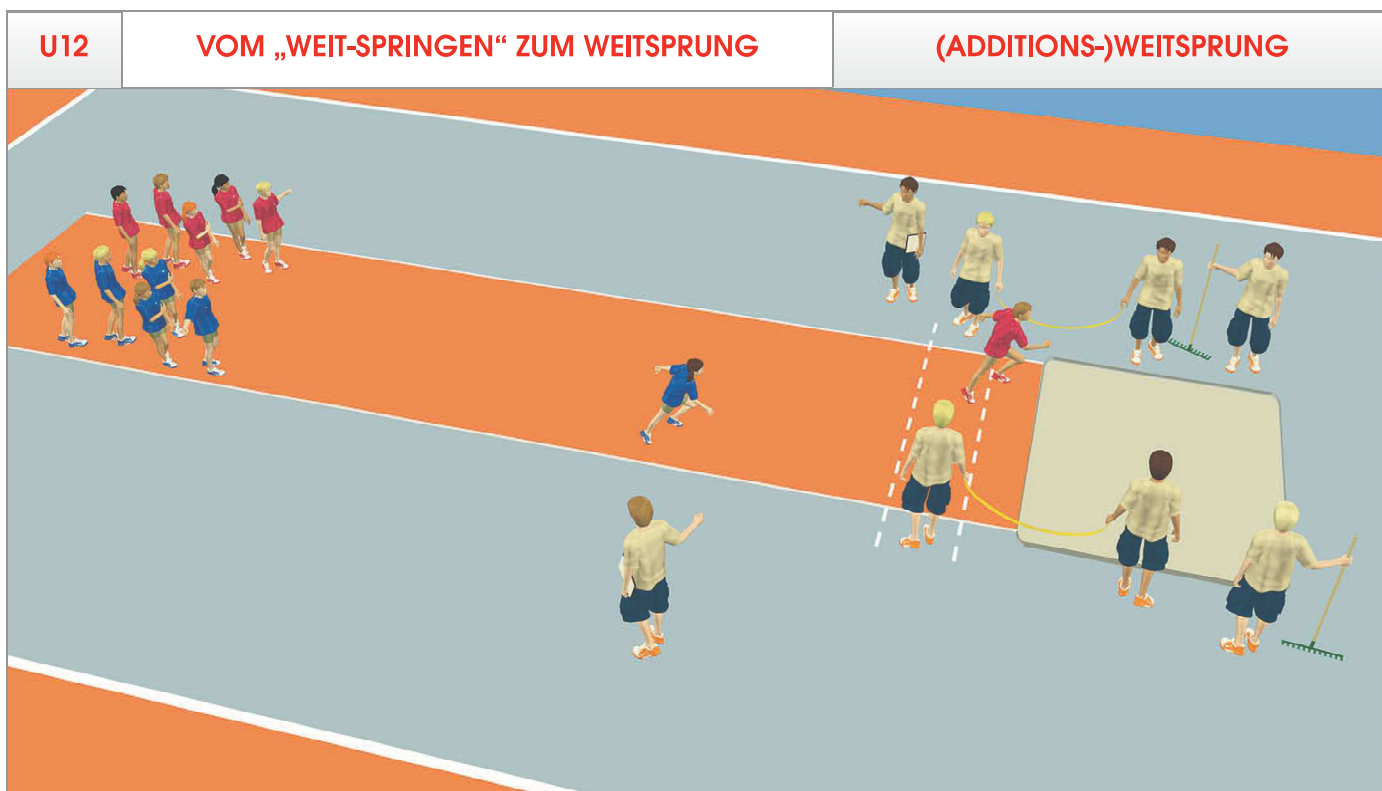 U12
VOM „WEIT-SPRINGEN“ ZUM WEITSPRUNG
(ADDITIONS-)WEITSPRUNG